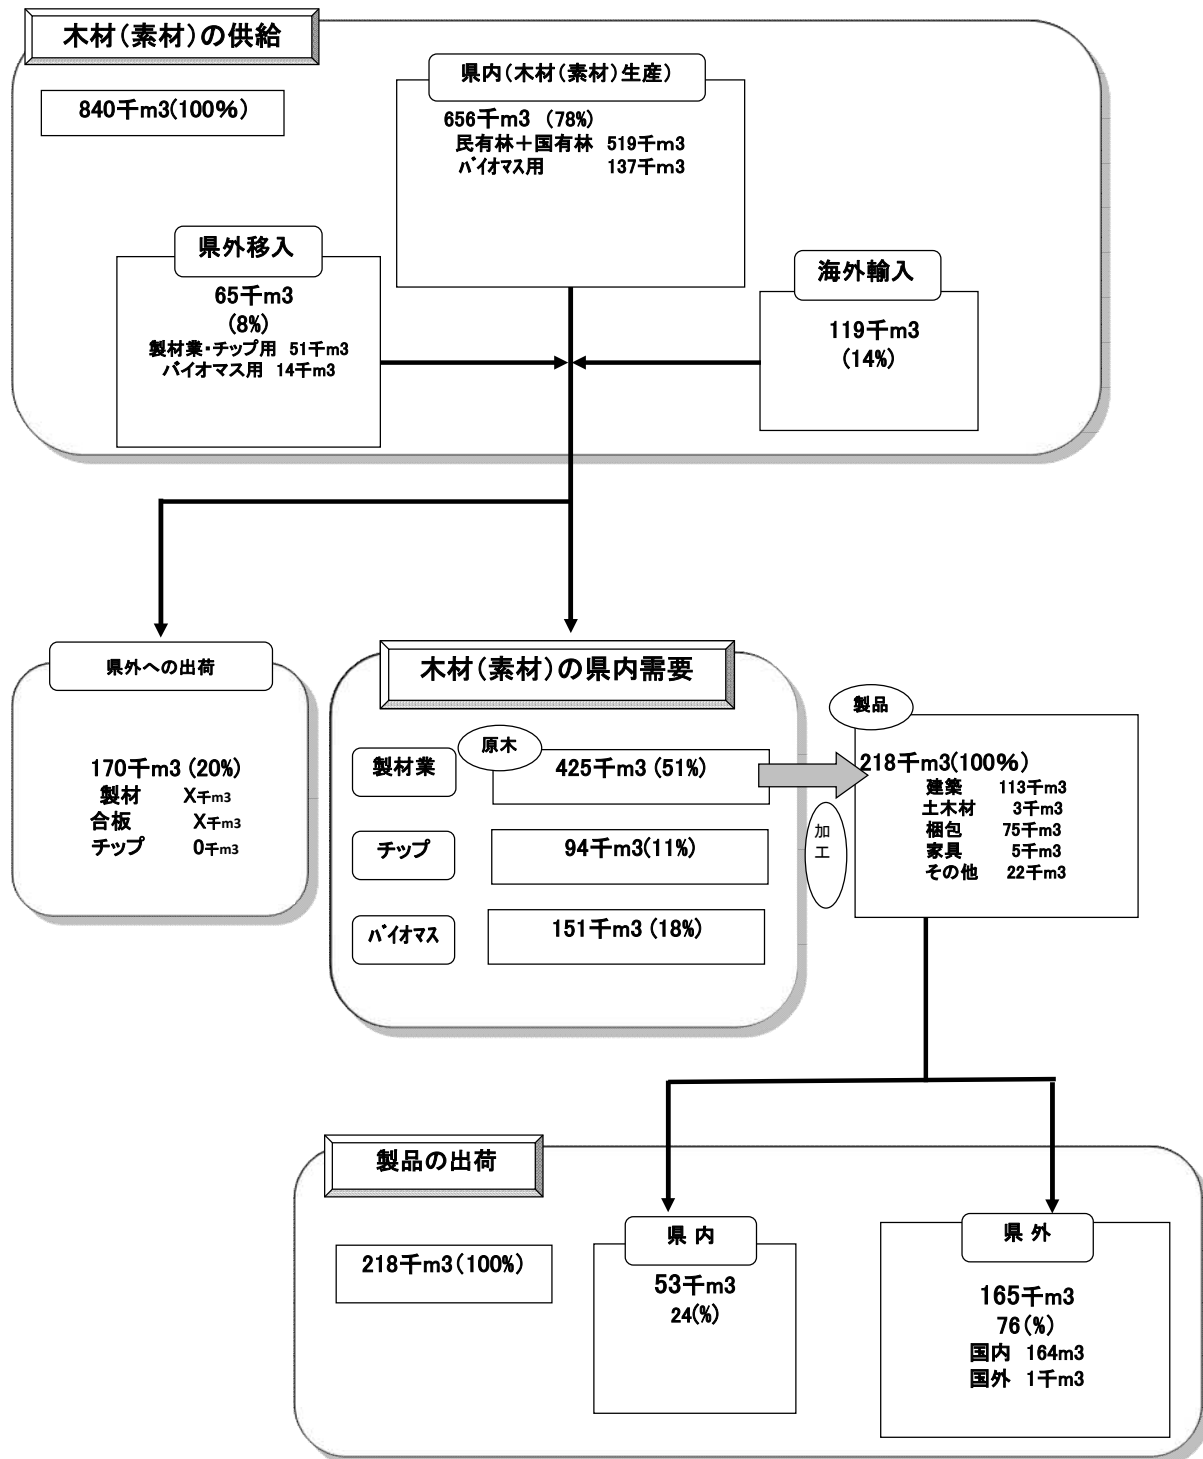 木材(素材)の供給
840千m3(100%)
県内(木材(素材)生産)
656千m3 (78%)
民有林+国有林 519千m3
バイオマス用 137千m3
県外移入
65千m3
(8%)
製材業・チップ用 51千m3
バイオマス用 14千m3
海外輸入
119千m3
(14%)
県外への出荷
170千m3 (20%)
製材 X千m3
合板 X千m3
チップ 0千m3
木材(素材)の県内需要
製材業
原木
425千m3 (51%)
チップ
94千m3(11%)
バイオマス
151千m3 (18%)
加工
製品
218千m3(100%)
建築 113千m3
土木材 3千m3
梱包 75千m3
家具 5千m3
その他 22千m3
製品の出荷
218千m3(100%)
県 内
53千m3
24(%)
県 外
165千m3
76(%)
国内 164m3
国外 1千m3